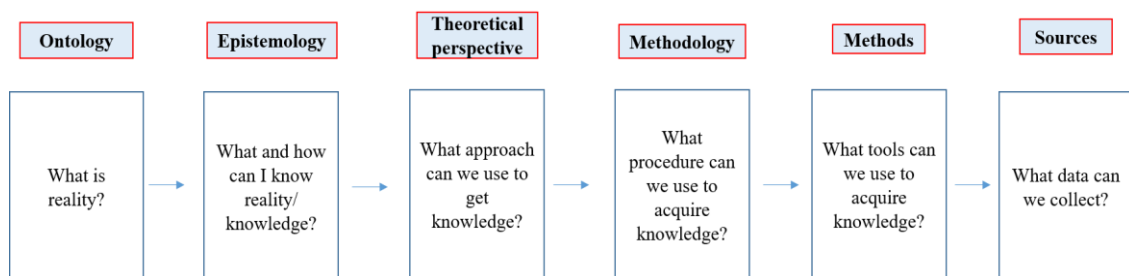 Ontology
Epistemology
Theoretical
perspective
Methodology
Methods
Sources
What is
reality?
What and how
can I know
reality/
knowledge?
What approach
can we use to
get
knowledge?
What
procedure can
we use to
acquire
knowledge?
What tools can
we use to
acquire
knowledge?
What data can
we collect?